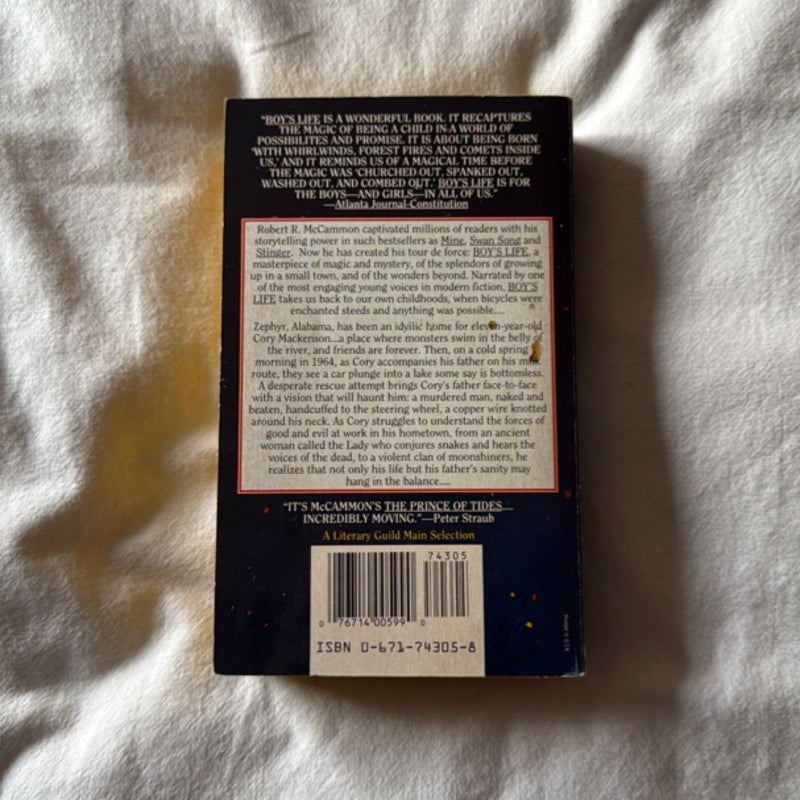 "BOY'S LIFE IS A WONDERFUL BOOK. IT RECAPTURES
THE MAGIC OF BEING A CHILD IN A WORLD OF
POSSIBILITES AND PROMISE. IT IS ABOUT BEING BORN
'WITH WHIRLWINDS, FOREST FIRES AND COMETS INSIDE
US,' AND IT REMINDS US OF A MAGICAL TIME BEFORE
THE MAGIC WAS 'CHURCHED OUT, SPANKED OUT,
WASHED OUT, AND COMBED OUT.' BOY'S LIFE IS FOR
THE BOYS—AND GIRLS—IN ALL OF US."
—Atlanta Journal-Constitution
Robert R. McCammon captivated millions of readers with his
storytelling power in such bestsellers as Mine, Swan Song and
Stinger. Now he has created his tour de force: BOY'S LIFE, a
masterpiece of magic and mystery, of the splendors of growing
up in a small town, and of the wonders beyond. Narrated by one
of the most engaging young voices in modern fiction, BOY'S
LIFE takes us back to our own childhoods, when bicycles were
enchanted steeds and anything was possible....
Zephyr, Alabama, has been an idyllic home for eleven-year-old
Cory Mackenson...a place where monsters swim in the belly of
the river, and friends are forever. Then, on a cold spring
morning in 1964, as Cory accompanies his father on his milk
route, they see a car plunge into a lake some say is bottomless.
A desperate rescue attempt brings Cory's father face-to-face
with a vision that will haunt him: a murdered man, naked and
beaten, handcuffed to the steering wheel, a copper wire knotted
around his neck. As Cory struggles to understand the forces of
good and evil at work in his hometown, from an ancient
woman called the Lady who conjures snakes and hears the
voices of the dead, to a violent clan of moonshiners, he
realizes that not only his life but his father's sanity may
hang in the balance....
"IT'S McCAMMON'S THE PRINCE OF TIDES....
INCREDIBLY MOVING."—Peter Straub
A Literary Guild Main Selection
74305
0 76714 00599 0
ISBN 0-671-74305-8
Printed in U.S.A.